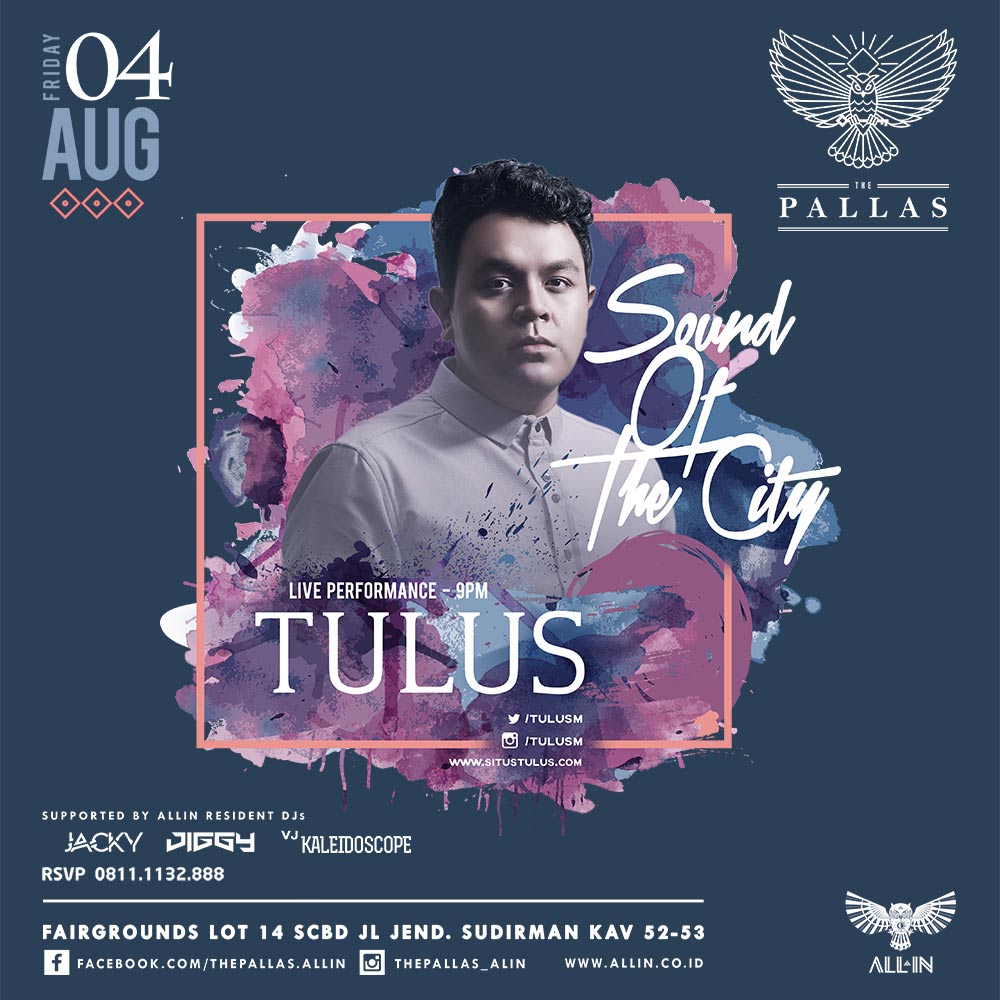 FRIDAY
04
AUG
THE
PALLAS
Sound
Of
The City
LIVE PERFORMANCE - 9PM
TULUS
/TULUSM
/TULUSM
WWW.SITUSTULUS.COM
SUPPORTED BY ALLIN RESIDENT DJs
JACKY JIGGY VJ KALEIDOSCOPE
RSVP 0811.1132.888
FAIRGROUNDS LOT 14 SCBD JL JEND. SUDIRMAN KAV 52-53
FACEBOOK.COM/THEPALLAS.ALLIN THEPALLAS_ALIN WWW.ALLIN.CO.ID
ALL-IN